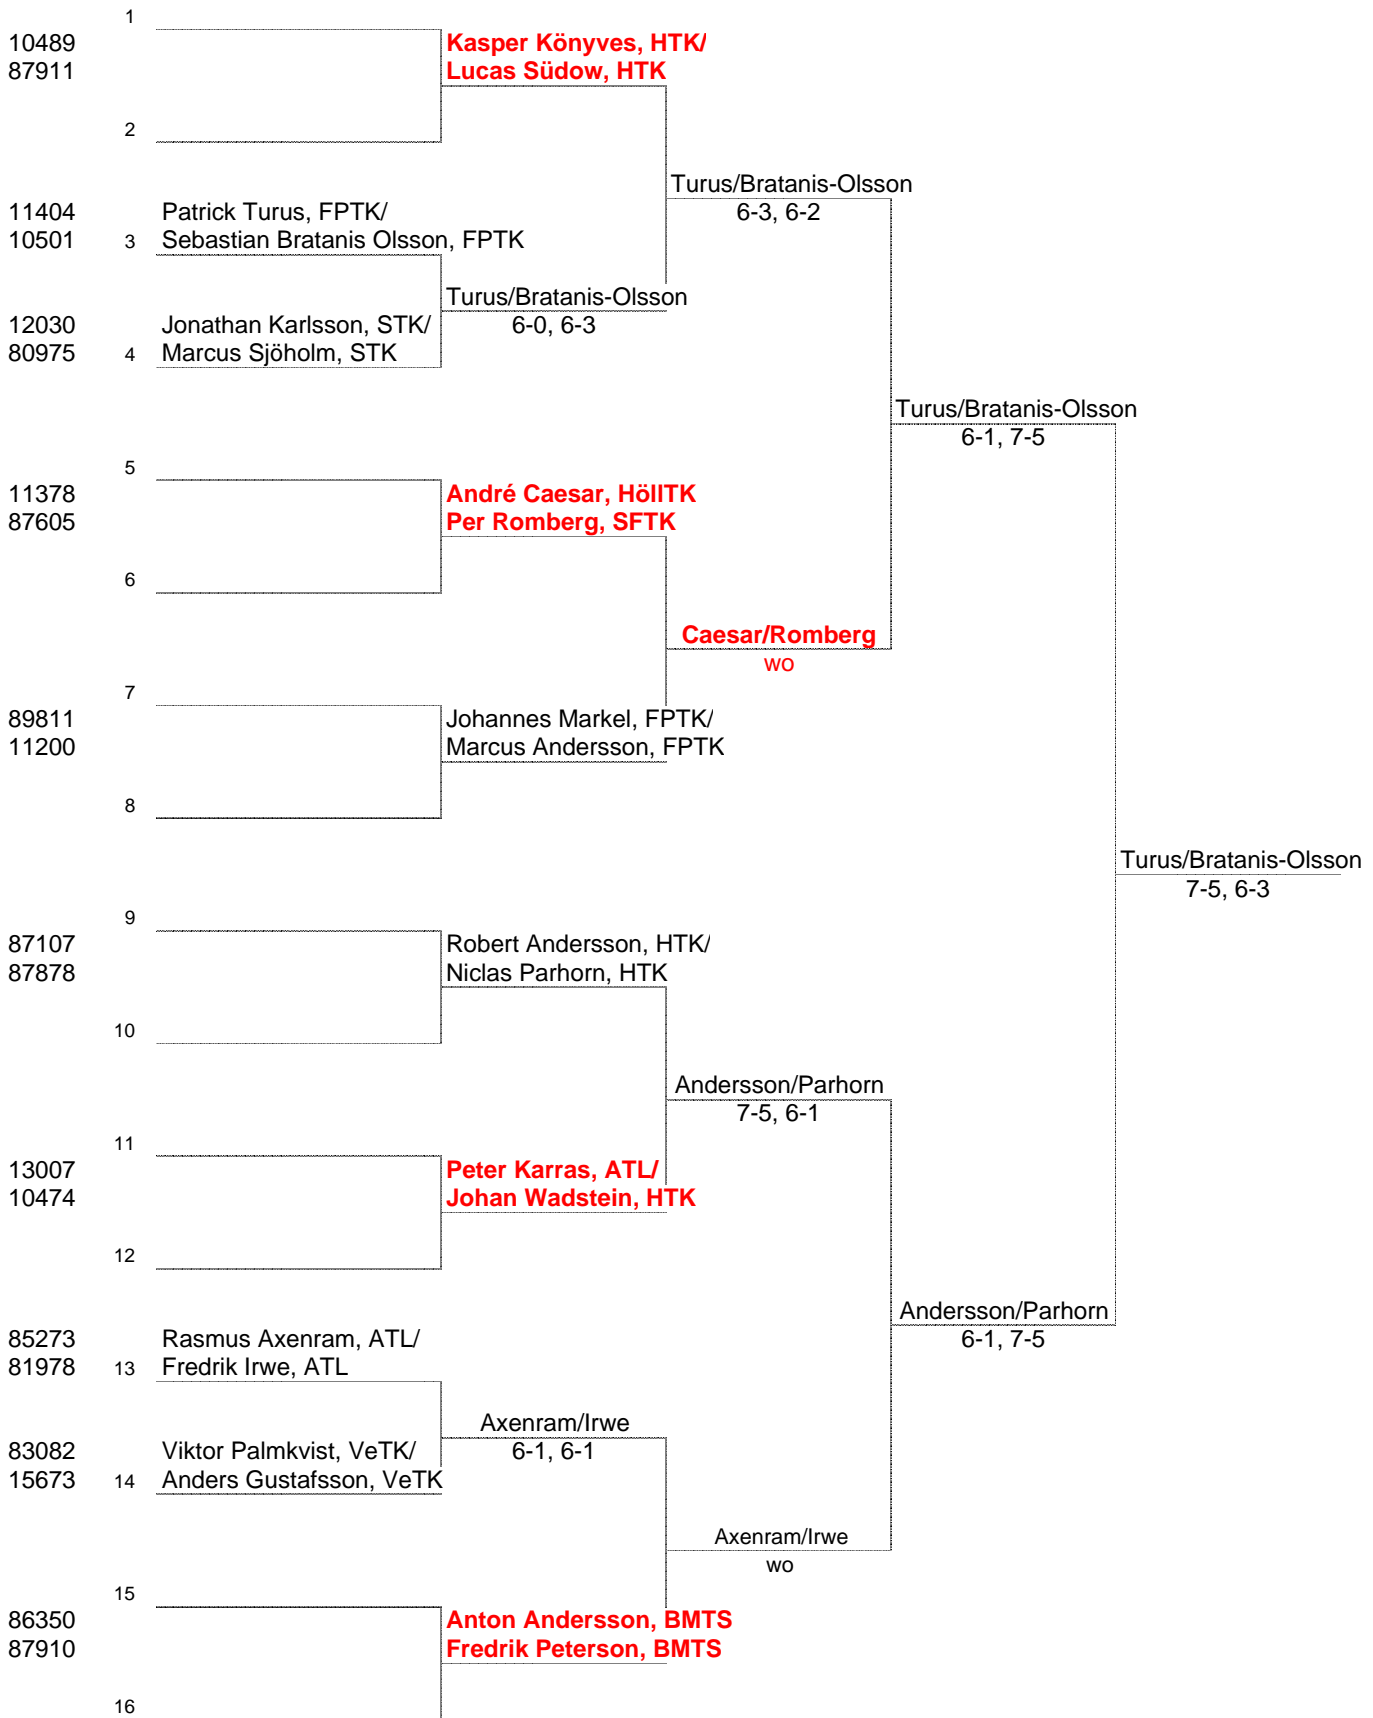 1
10489 Kasper Könyves, HTK/
87911 Lucas Südow, HTK
2
Turus/Bratanis-Olsson
11404 Patrick Turus, FPTK/ 6-3, 6-2
10501 3 Sebastian Bratanis Olsson, FPTK
Turus/Bratanis-Olsson
12030 Jonathan Karlsson, STK/ 6-0, 6-3
80975 4 Marcus Sjöholm, STK
Turus/Bratanis-Olsson
6-1, 7-5
5
11378 André Caesar, HöllTK
87605 Per Romberg, SFTK
6
Caesar/Romberg
wo
7
89811 Johannes Markel, FPTK/
11200 Marcus Andersson, FPTK
8
Turus/Bratanis-Olsson
7-5, 6-3
9
87107 Robert Andersson, HTK/
87878 Niclas Parhorn, HTK
10
Andersson/Parhorn
7-5, 6-1
11
13007 Peter Karras, ATL/
10474 Johan Wadstein, HTK
12
Andersson/Parhorn
85273 Rasmus Axenram, ATL/ 6-1, 7-5
81978 13 Fredrik Irwe, ATL
Axenram/Irwe
83082 Viktor Palmkvist, VeTK/ 6-1, 6-1
15673 14 Anders Gustafsson, VeTK
Axenram/Irwe
wo
15
86350 Anton Andersson, BMTS
87910 Fredrik Peterson, BMTS
16